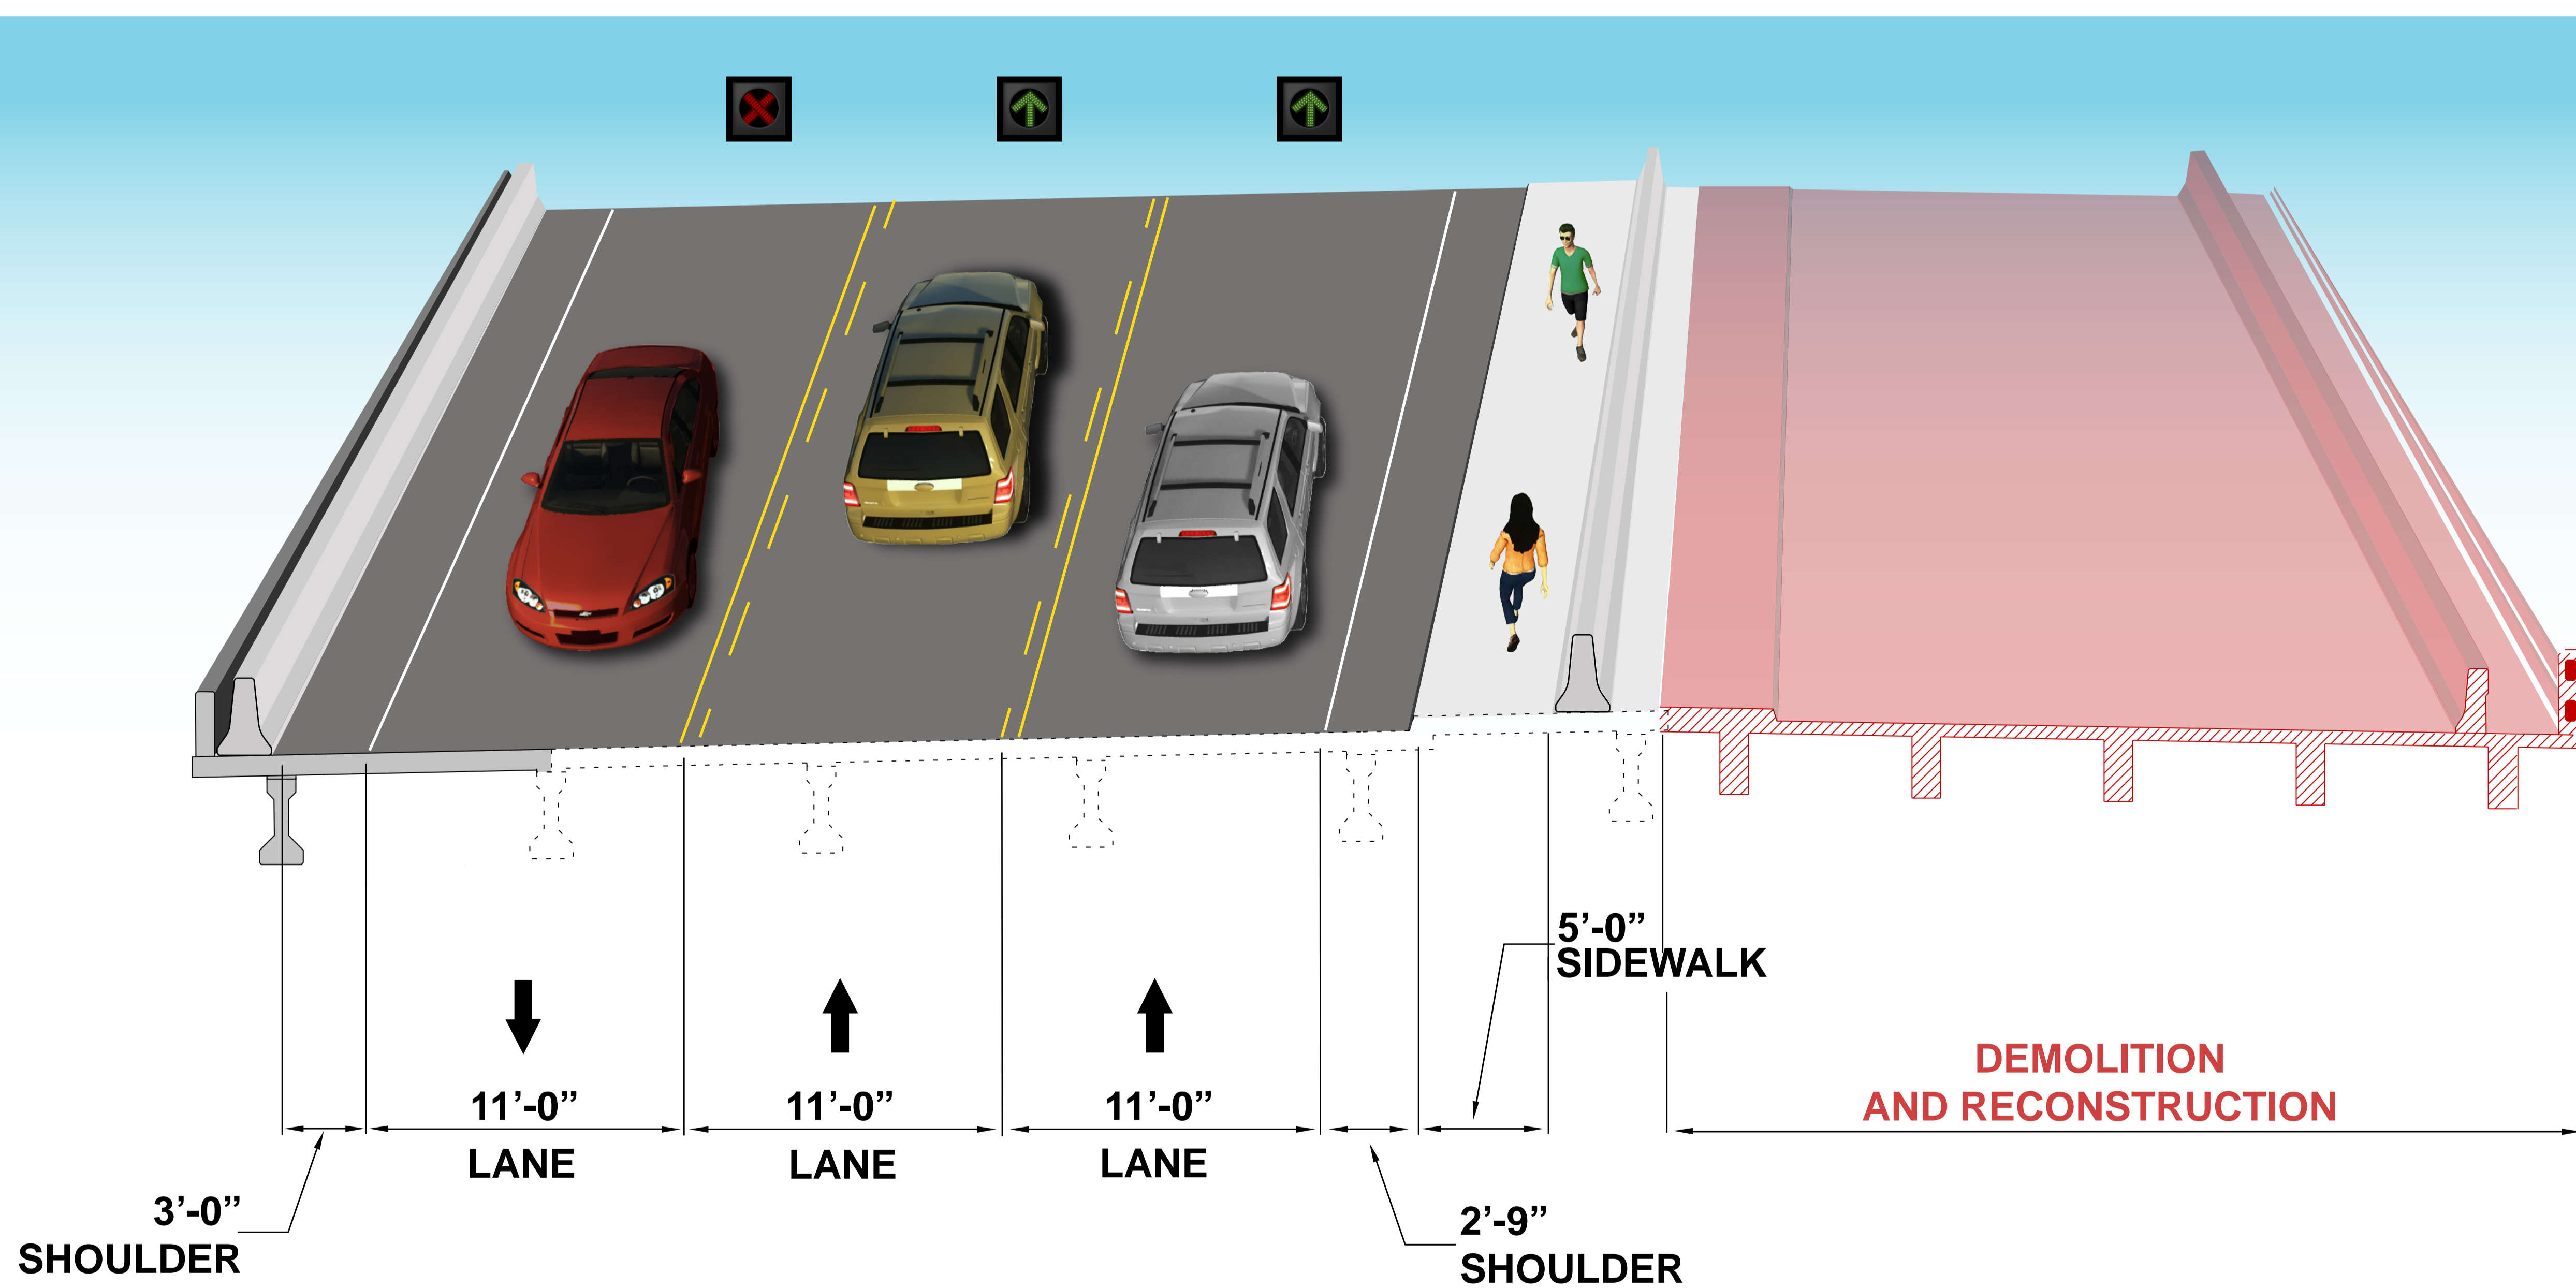 5’-0”
SIDEWALK
DEMOLITION
AND RECONSTRUCTION
11’-0”
LANE
11’-0”
LANE
11’-0”
LANE
3’-0”
SHOULDER
2’-9”
SHOULDER